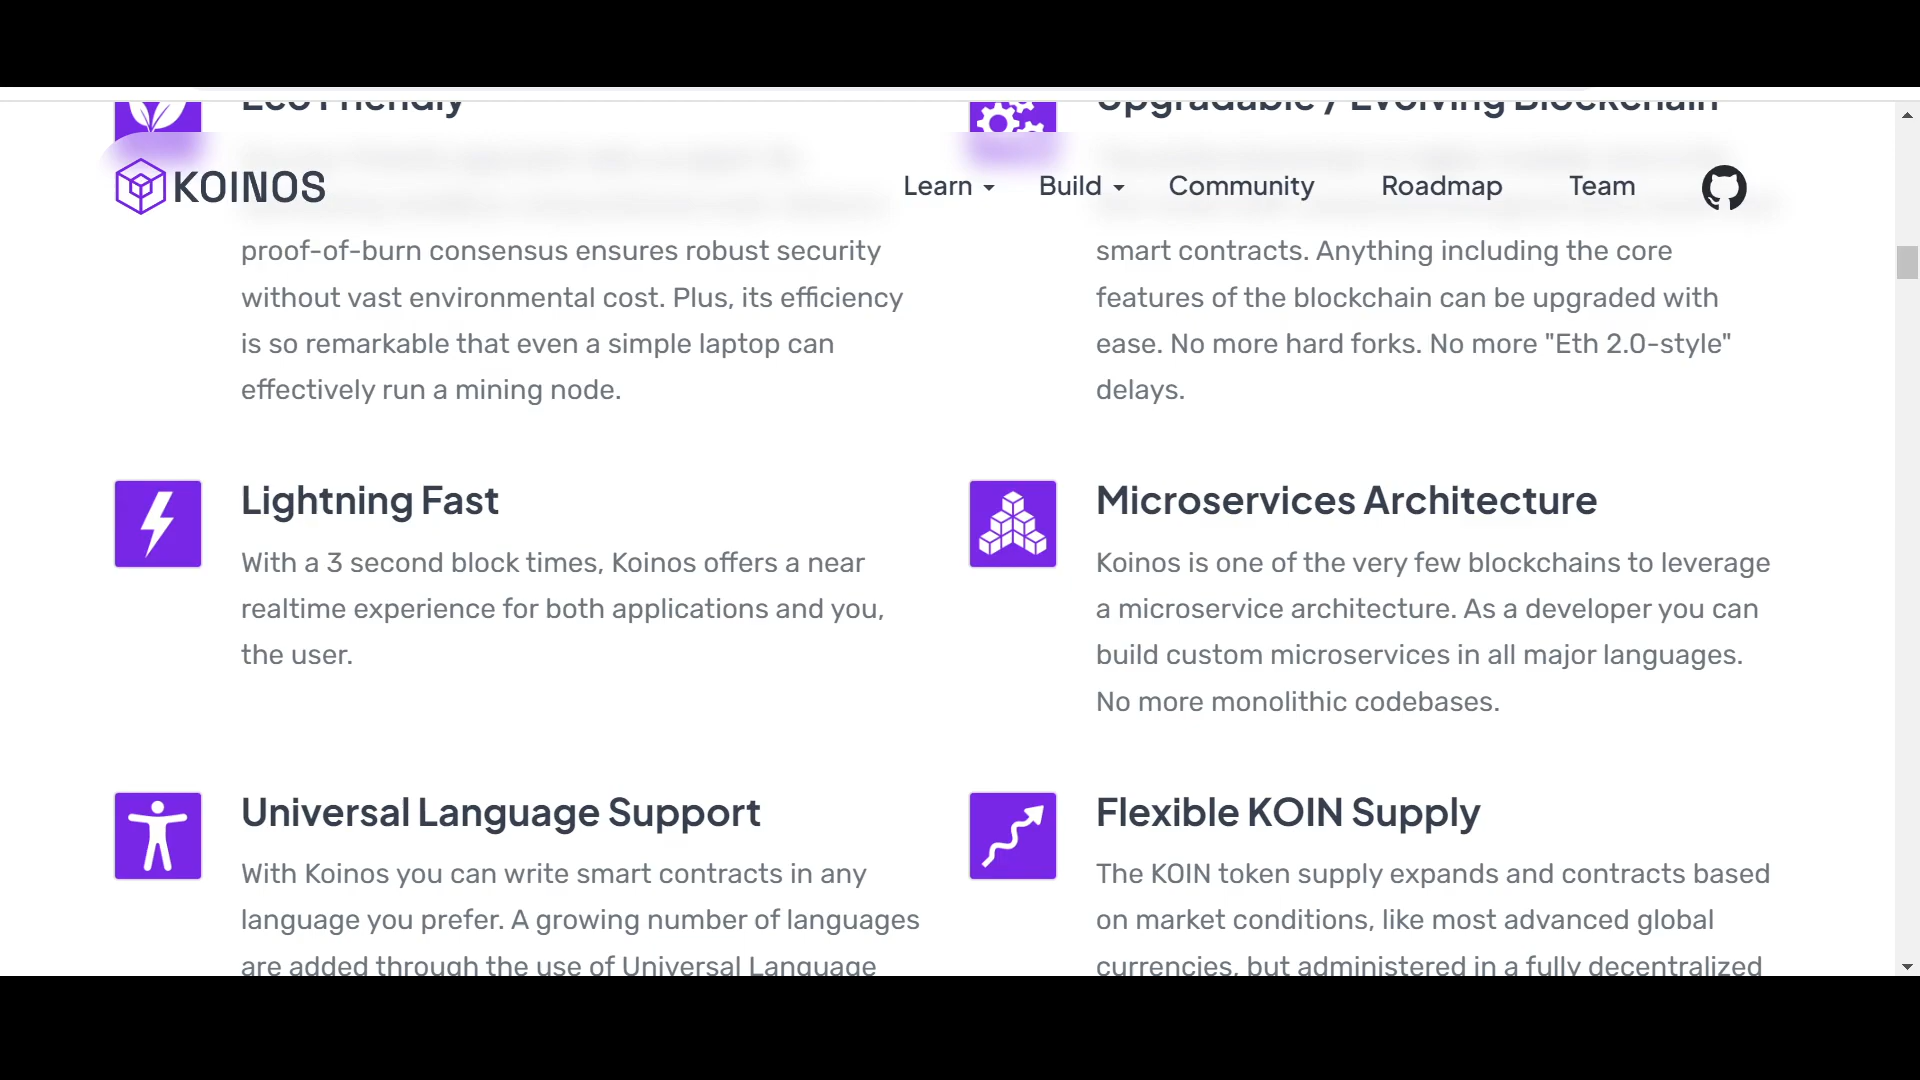 Eco Friendly
Upgradable / Evolving Blockchain
KOINOS
Learn
Build
Community
Roadmap
Team
proof-of-burn consensus ensures robust security
without vast environmental cost. Plus, its efficiency
is so remarkable that even a simple laptop can
effectively run a mining node.
smart contracts. Anything including the core
features of the blockchain can be upgraded with
ease. No more hard forks. No more "Eth 2.0-style"
delays.
Lightning Fast
With a 3 second block times, Koinos offers a near
realtime experience for both applications and you,
the user.
Microservices Architecture
Koinos is one of the very few blockchains to leverage
a microservice architecture. As a developer you can
build custom microservices in all major languages.
No more monolithic codebases.
Universal Language Support
With Koinos you can write smart contracts in any
language you prefer. A growing number of languages
are added through the use of Universal Language
Flexible KOIN Supply
The KOIN token supply expands and contracts based
on market conditions, like most advanced global
currencies, but administered in a fully decentralized